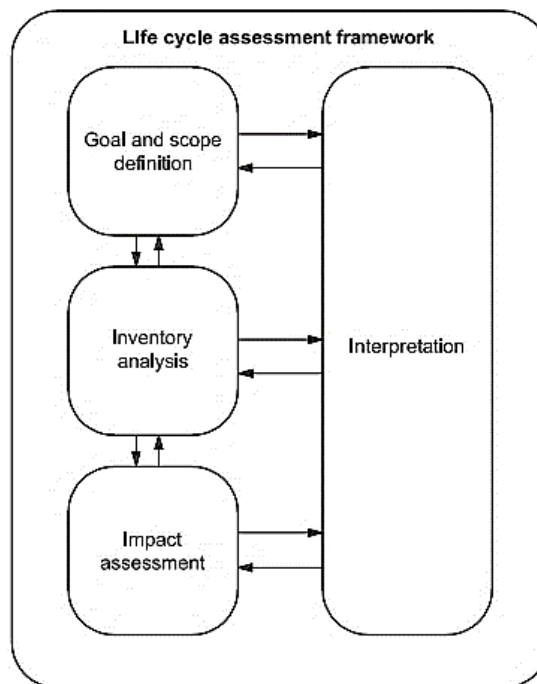 Life cycle assessment framework
Goal and scope
definition
Inventory
analysis
Interpretation
Impact
assessment